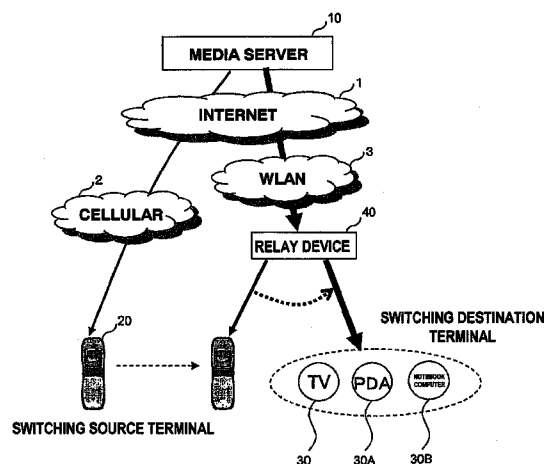 10
MEDIA SERVER
1
INTERNET
3
WLAN
2
CELLULAR
40
RELAY DEVICE
20
SWITCHING DESTINATION
TERMINAL
TV
PDA
NOTEBOOK
COMPUTER
SWITCHING SOURCE TERMINAL
30
30A
30B